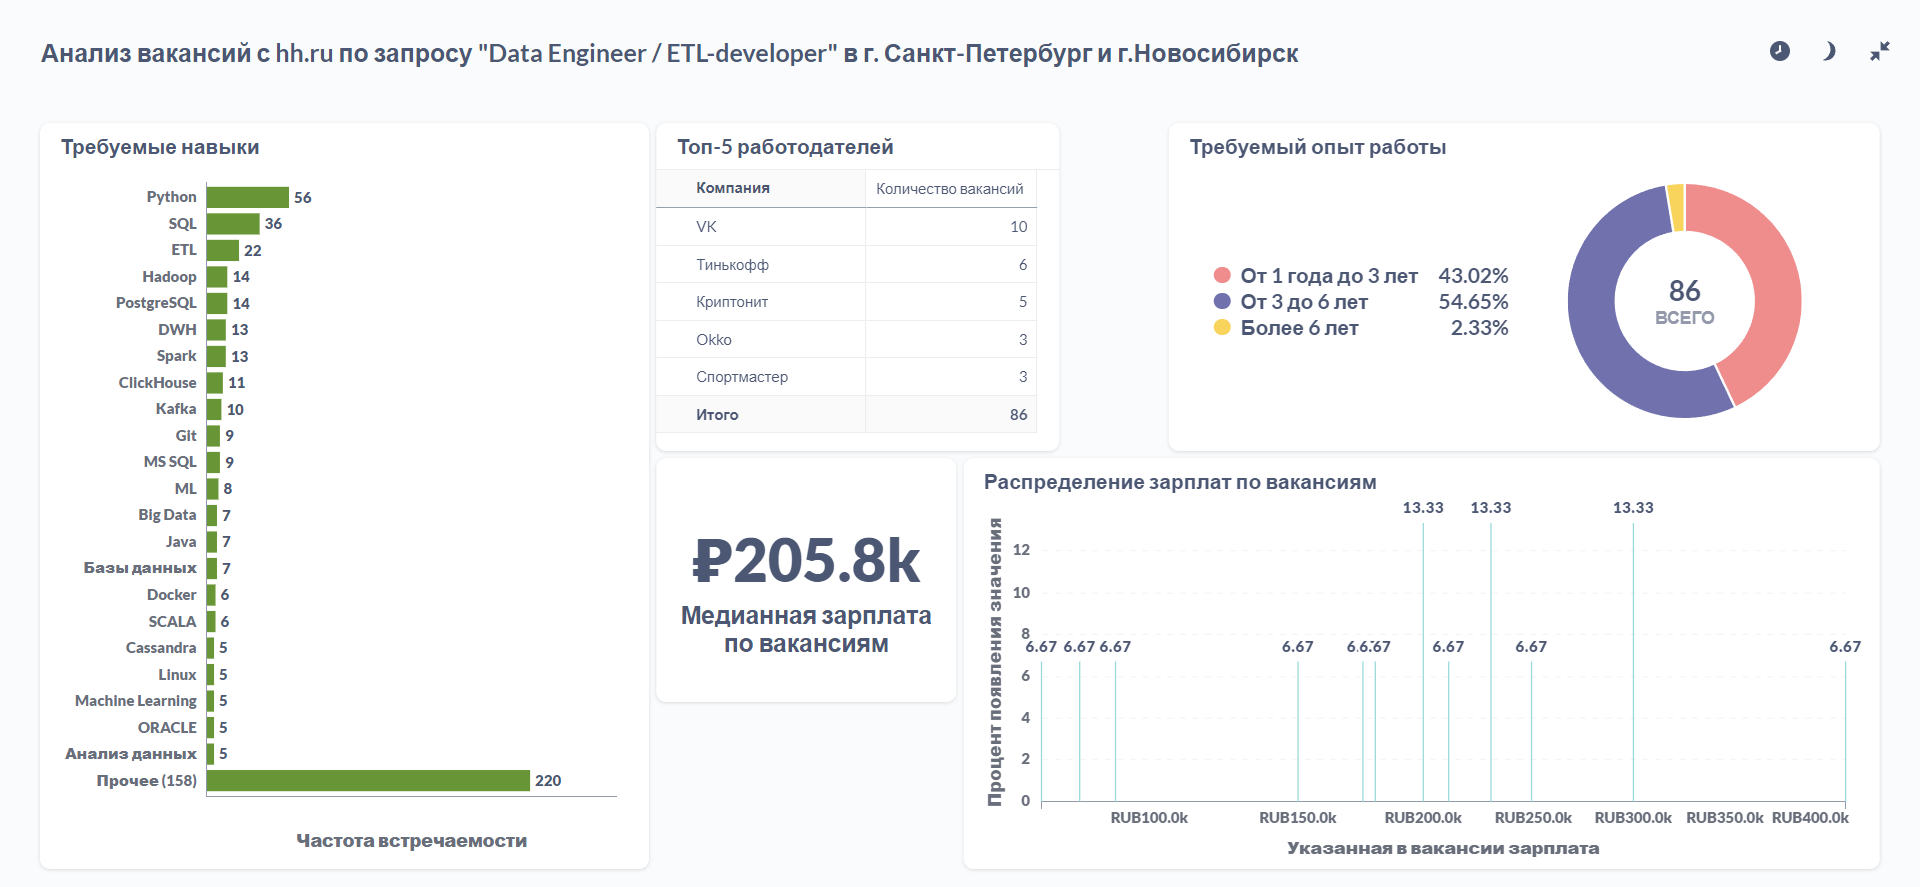 Анализ вакансий с hh.ru по запросу "Data Engineer / ETL-developer" в г. Санкт-Петербург и г.Новосибирск
Требуемые навыки
Python 56
SQL 36
ETL 22
Hadoop 14
PostgreSQL 14
DWH 13
Spark 13
ClickHouse 11
Kafka 10
Git 9
MS SQL 9
ML 8
Big Data 7
Java 7
Базы данных 7
Docker 6
SCALA 6
Cassandra 5
Linux 5
Machine Learning 5
ORACLE 5
Анализ данных 5
Прочее (158) 220
Частота встречаемости
Топ-5 работодателей
Компания Количество вакансий
VK 10
Тинькофф 6
Криптонит 5
Okko 3
Спортмастер 3
Итого 86
Требуемый опыт работы
От 1 года до 3 лет 43.02%
От 3 до 6 лет 54.65%
Более 6 лет 2.33%
86
ВСЕГО
₽205.8k
Медианная зарплата
по вакансиям
Распределение зарплат по вакансиям
Процент появления значения
13.33 13.33 13.33
12
10
8
6.67 6.67 6.67 6.67 6.67 6.67 6.67 6.67
6
4
2
0
RUB100.0k RUB150.0k RUB200.0k RUB250.0k RUB300.0k RUB350.0k RUB400.0k
Указанная в вакансии зарплата